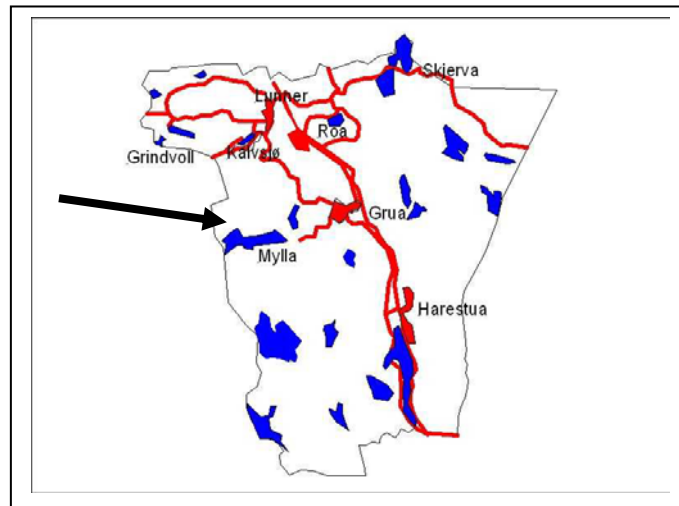 Skjerva
Lunner
Roa
Grindvoll
Kalvsjø
Grua
Mylla
Harestua